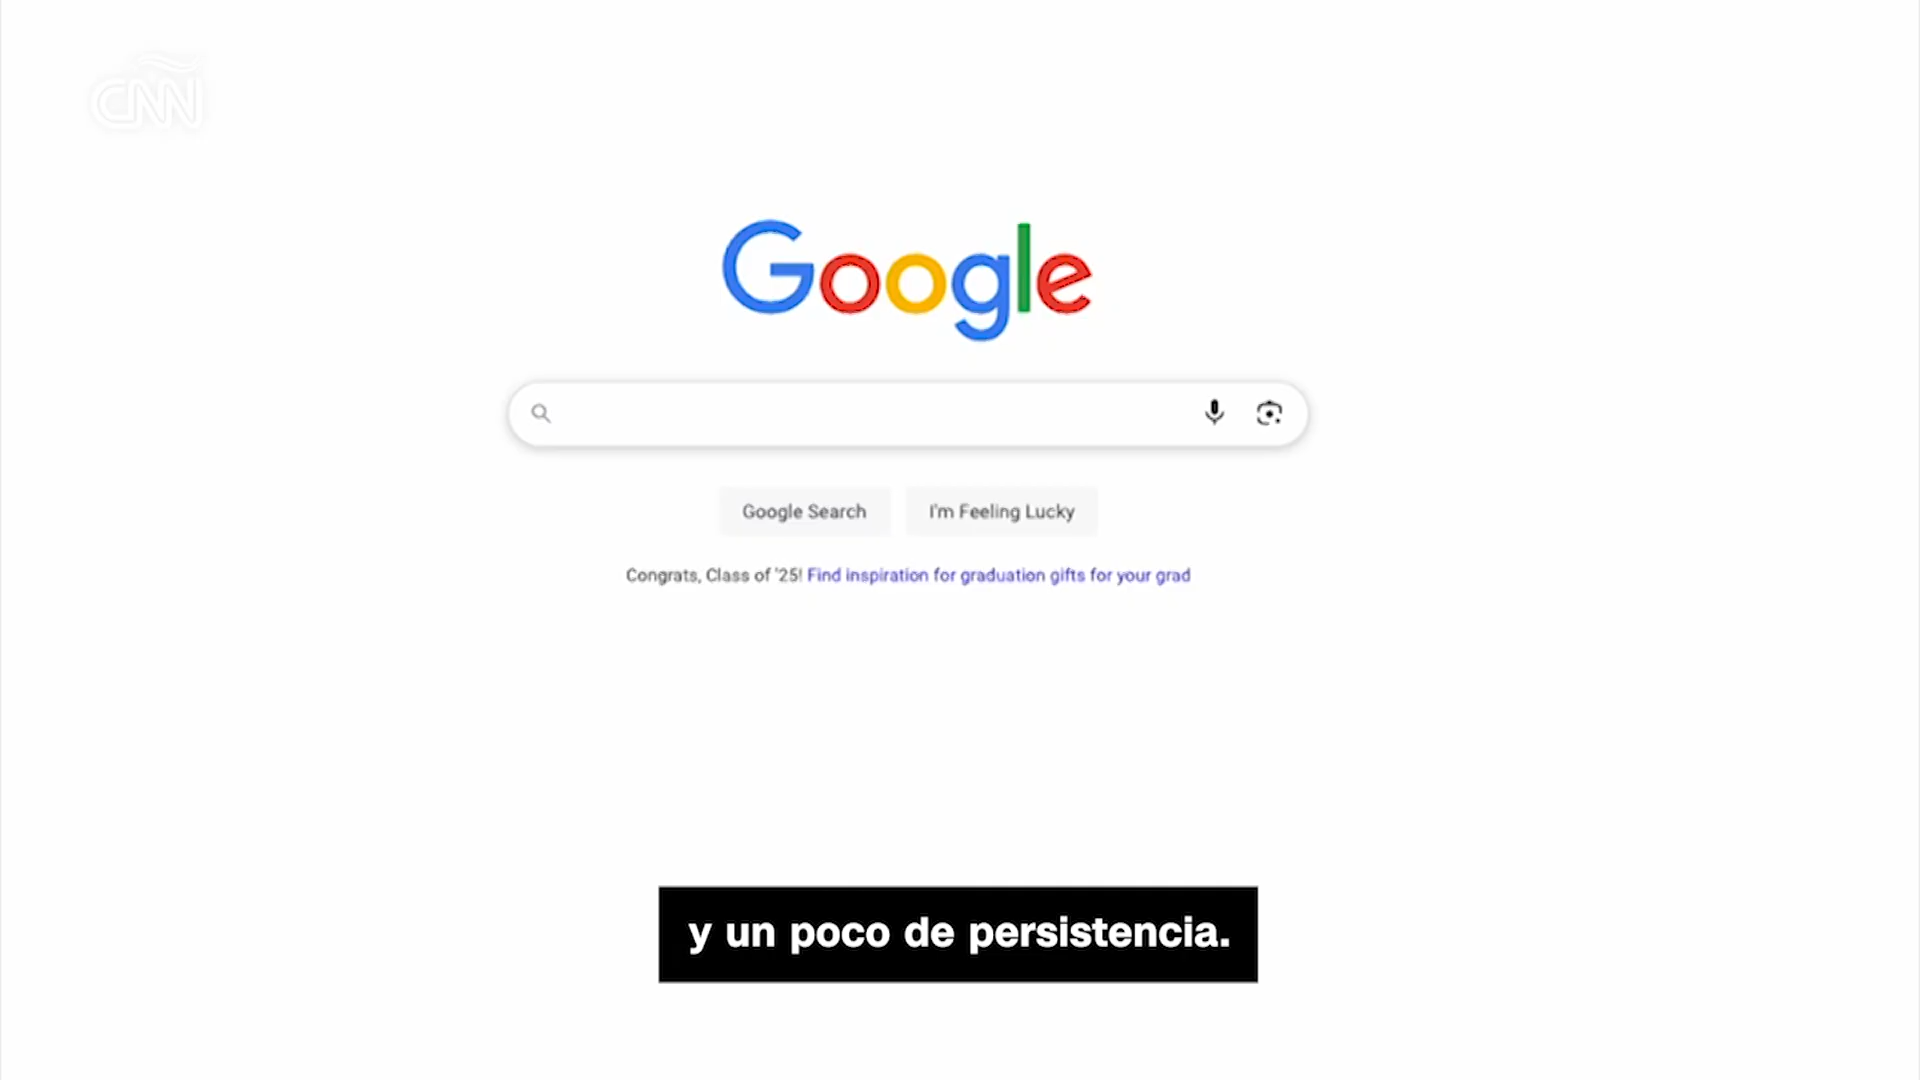 CNN
Google
Google Search
I'm Feeling Lucky
Congrats, Class of '25! Find inspiration for graduation gifts for your grad
y un poco de persistencia.